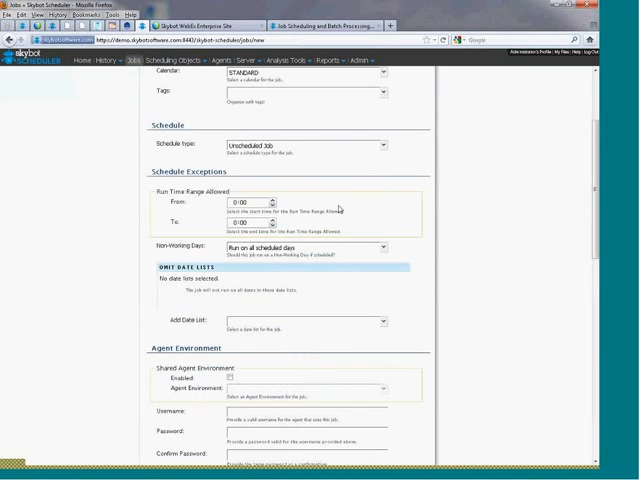 Jobs » Skybot Scheduler - Mozilla Firefox
File Edit View History Bookmarks Tools Help
Skybot WebEx Enterprise Site
Job Scheduling and Batch Processing...
skybotsoftware.com https://demo.skybotsoftware.com:8443/skybot-scheduler/jobs/new
Google
skybot
SCHEDULER
Administrator's Profile | My Files | Help | Log Out
Home History Jobs Scheduling Objects Agents Server Analysis Tools Reports Admin
Calendar: STANDARD
Select a calendar for the job.
Tags:
Organize with tags!
Schedule
Schedule type: Unscheduled Job
Select a schedule type for the job.
Schedule Exceptions
Run Time Range Allowed
From: 0:00
Select the start time for the Run Time Range Allowed.
To: 0:00
Select the end time for the Run Time Range Allowed.
Non-Working Days: Run on all scheduled days
Should this job run on a Non-Working Day if scheduled?
OMIT DATE LISTS
No date lists selected.
The job will not run on all dates in these date lists.
Add Date List:
Select a date list for the job.
Agent Environment
Shared Agent Environment
Enabled
Agent Environment:
Select an Agent Environment for the job.
Username:
Provide a valid username for the agent that uses this job.
Password:
Provide a password valid for the username provided above.
Confirm Password:
Provide the same password as confirmation.